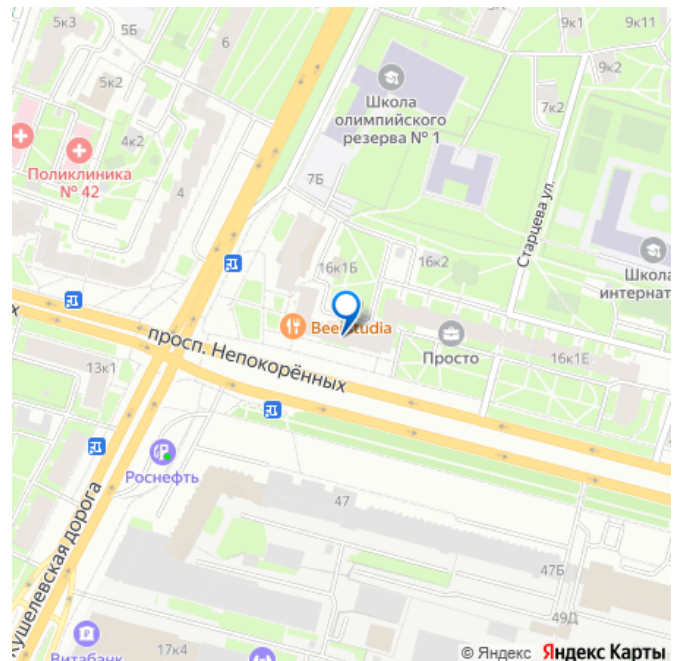 5к3
5Б
6
9к1
9к11
5к2
9к2
Школа
олимпийского
резерва № 1
7к2
4к2
Поликлиника
№ 42
7Б
4
Старцева ул.
16к1Б
16к2
Школа
интернат
просп. Непокорённых
Beerstudia
Просто
16к1Е
13к1
Роснефть
47
Кушелевская дорога
47Б
49Д
17к4
Витабанк
© Яндекс Яндекс Карты